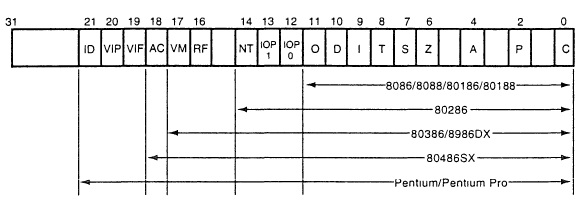 31 21 20 19 18 17 16 14 13 12 11 10 9 8 7 6 4 2 0
ID VIP VIF AC VM RF NT IOP 1 IOP 0 O D I T S Z A P C
8086/8088/80186/80188
80286
80386/8986DX
80486SX
Pentium/Pentium Pro